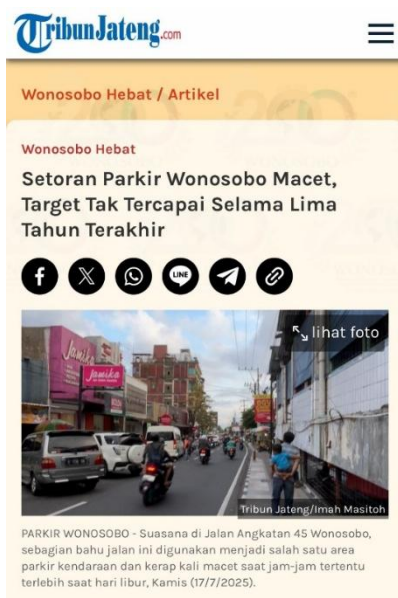 TribunJateng.com
Wonosobo Hebat / Artikel
Wonosobo Hebat
Setoran Parkir Wonosobo Macet,
Target Tak Tercapai Selama Lima
Tahun Terakhir
LINE
lihat foto
Jamika
jamika
Tribun Jateng/Imah Masitoh
PARKIR WONOSOBO - Suasana di Jalan Angkatan 45 Wonosobo,
sebagian bahu jalan ini digunakan menjadi salah satu area
parkir kendaraan dan kerap kali macet saat jam-jam tertentu
terlebih saat hari libur, Kamis (17/7/2025).